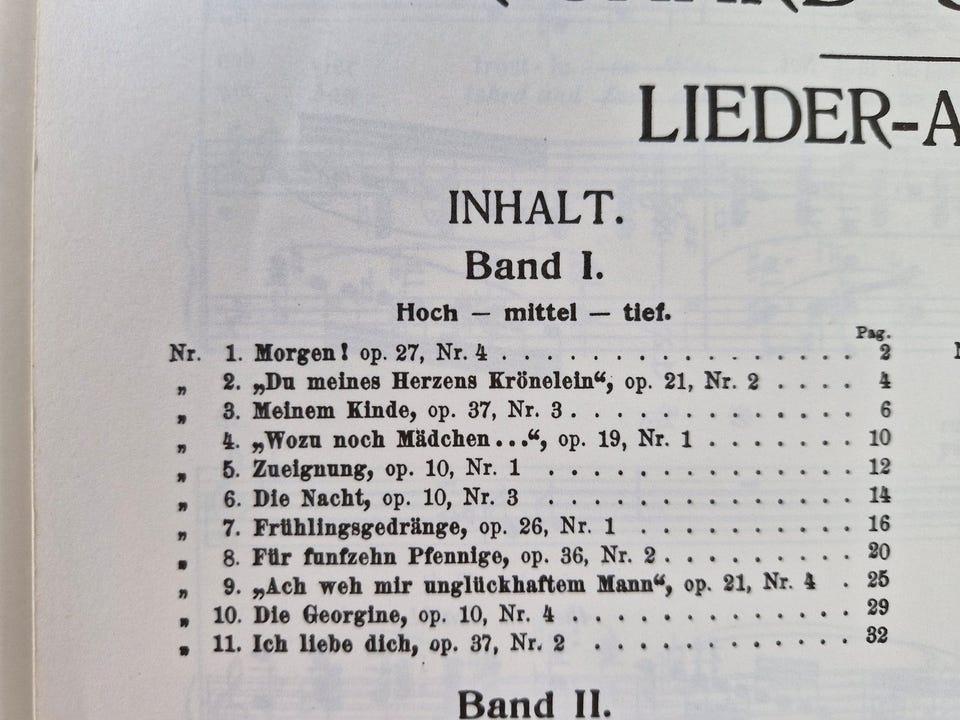 LIEDER-A
INHALT.
Band I.
Hoch — mittel — tief.
Pag.
Nr. 1. Morgen! op. 27, Nr. 4 . . . . . . . . . . . . . . . . 2
„ 2. „Du meines Herzens Krönelein“, op. 21, Nr. 2 . . . . 4
„ 3. Meinem Kinde, op. 37, Nr. 3 . . . . . . . . . . . . . 6
„ 4. „Wozu noch Mädchen...“, op. 19, Nr. 1 . . . . . . . 10
„ 5. Zueignung, op. 10, Nr. 1 . . . . . . . . . . . . . . 12
„ 6. Die Nacht, op. 10, Nr. 3 . . . . . . . . . . . . . . 14
„ 7. Frühlingsgedränge, op. 26, Nr. 1 . . . . . . . . . . . 16
„ 8. Für funfzehn Pfennige, op. 36, Nr. 2 . . . . . . . . . 20
„ 9. „Ach weh mir unglückhaftem Mann“, op. 21, Nr. 4 . 25
„ 10. Die Georgine, op. 10, Nr. 4 . . . . . . . . . . . . . 29
„ 11. Ich liebe dich, op. 37, Nr. 2 . . . . . . . . . . . . 32
Band II.